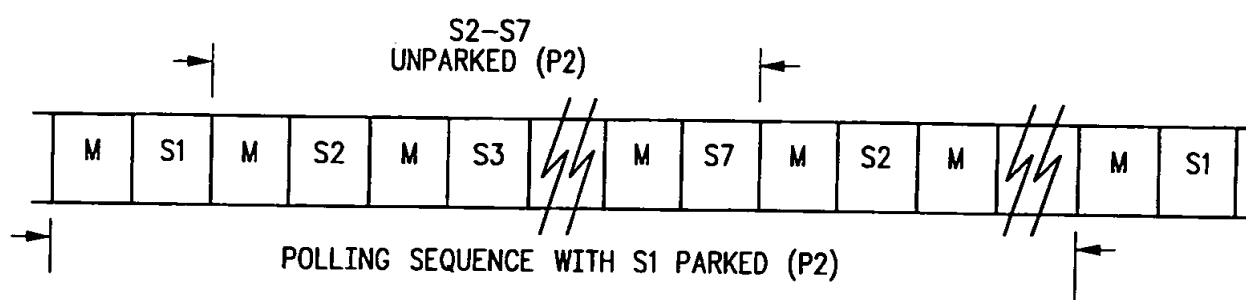 S2–S7
UNPARKED (P2)
M S1 M S2 M S3 M S7 M S2 M M S1
POLLING SEQUENCE WITH S1 PARKED (P2)